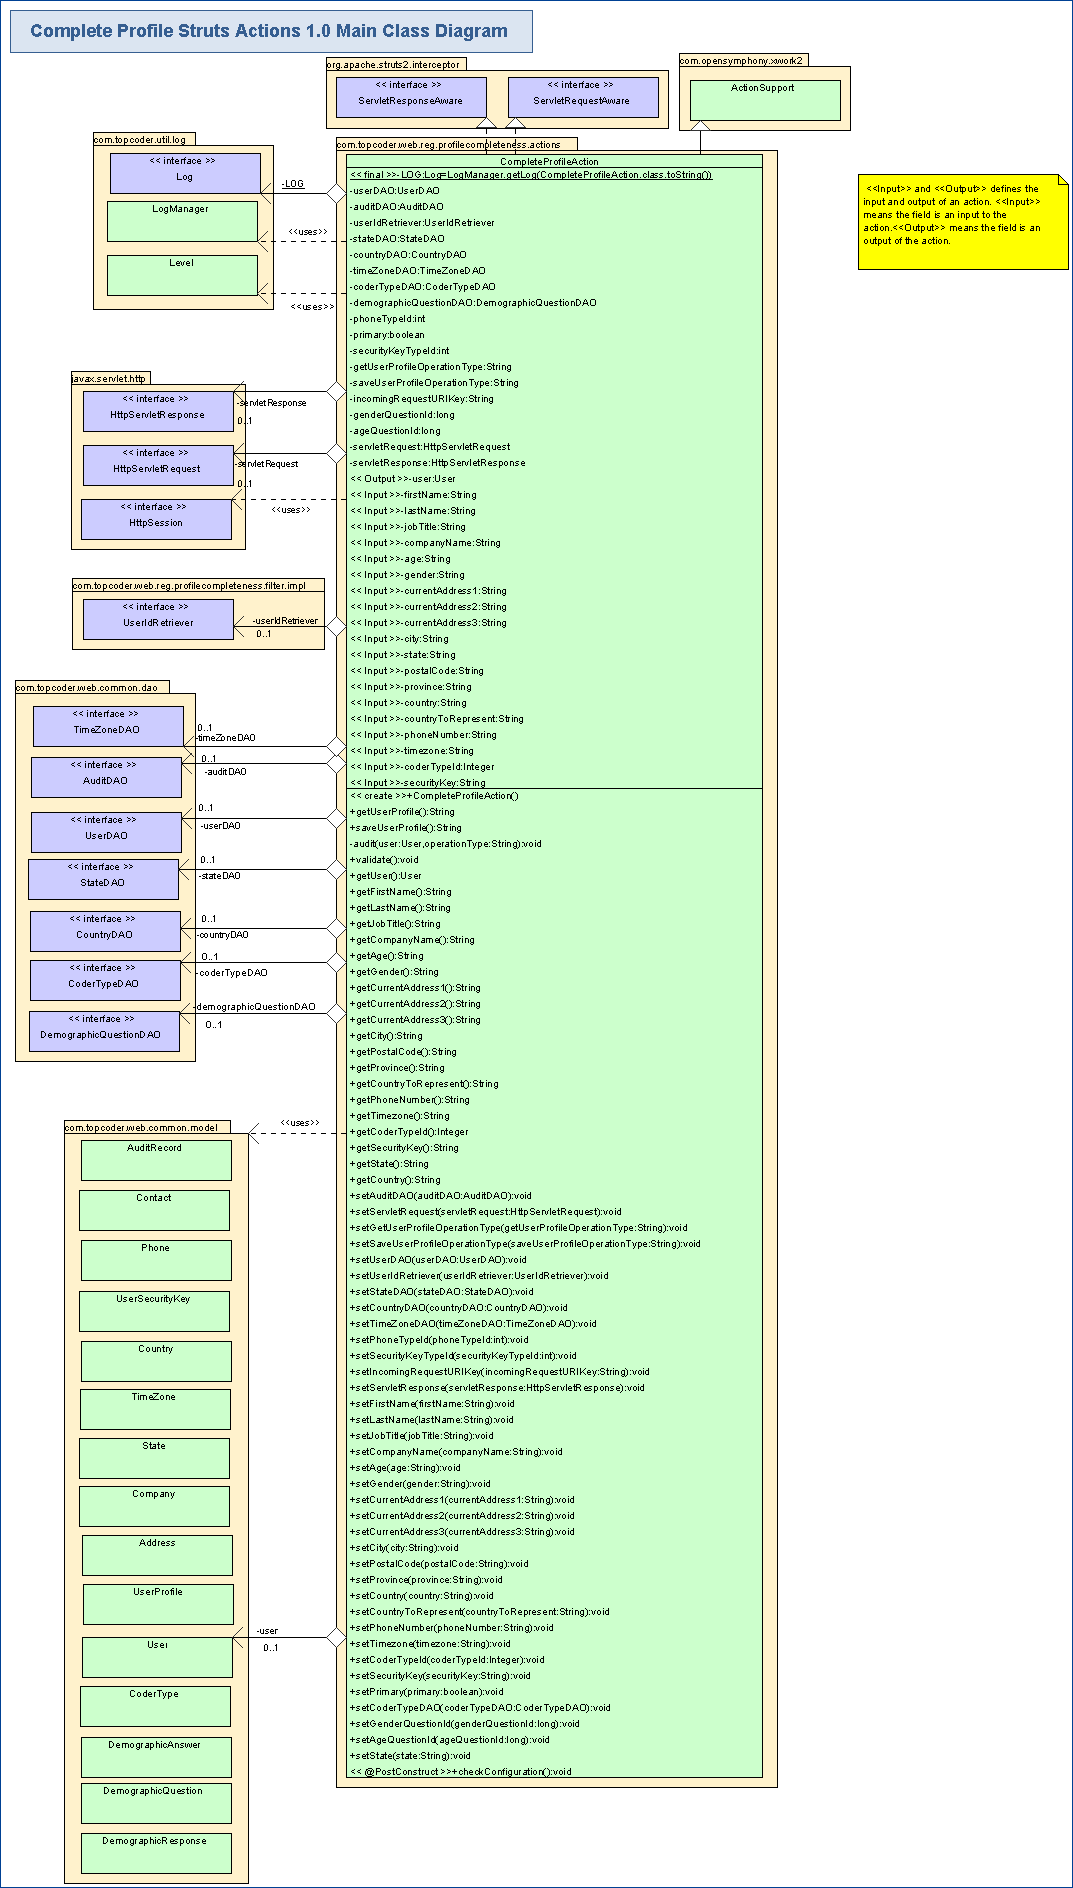 Complete Profile Struts Actions 1.0 Main Class Diagram
org.apache.struts2.interceptor
<< interface >>
ServletResponseAware
<< interface >>
ServletRequestAware
com.opensymphony.xwork2
ActionSupport
<<Input>> and <<Output>> defines the
input and output of an action. <<Input>>
means the field is an input to the
action.<<Output>> means the field is an
output of the action.
com.topcoder.util.log
<< interface >>
Log
LogManager
Level
-LOG
<<uses>>
<<uses>>
javax.servlet.http
<< interface >>
HttpServletResponse
<< interface >>
HttpServletRequest
<< interface >>
HttpSession
-servletResponse
0..1
-servletRequest
0..1
<<uses>>
com.topcoder.web.reg.profilecompleteness.filter.impl
<< interface >>
UserIdRetriever
-userIdRetriever
0..1
com.topcoder.web.common.dao
<< interface >>
TimeZoneDAO
<< interface >>
AuditDAO
<< interface >>
UserDAO
<< interface >>
StateDAO
<< interface >>
CountryDAO
<< interface >>
CoderTypeDAO
<< interface >>
DemographicQuestionDAO
0..1
-timeZoneDAO
0..1
-auditDAO
0..1
-userDAO
0..1
-stateDAO
0..1
-countryDAO
0..1
-coderTypeDAO
-demographicQuestionDAO
0..1
com.topcoder.web.common.model
<<uses>>
AuditRecord
Contact
Phone
UserSecurityKey
Country
TimeZone
State
Company
Address
UserProfile
User
CoderType
DemographicAnswer
DemographicQuestion
DemographicResponse
-user
0..1
com.topcoder.web.reg.profilecompleteness.actions
CompleteProfileAction
<< final >>-LOG:Log=LogManager.getLog(CompleteProfileAction.class.toString())
-userDAO:UserDAO
-auditDAO:AuditDAO
-userIdRetriever:UserIdRetriever
-stateDAO:StateDAO
-countryDAO:CountryDAO
-timeZoneDAO:TimeZoneDAO
-coderTypeDAO:CoderTypeDAO
-demographicQuestionDAO:DemographicQuestionDAO
-phoneTypeId:int
-primary:boolean
-securityKeyTypeId:int
-getUserProfileOperationType:String
-saveUserProfileOperationType:String
-incomingRequestURIKey:String
-genderQuestionId:long
-ageQuestionId:long
-servletRequest:HttpServletRequest
-servletResponse:HttpServletResponse
<< Output >>-user:User
<< Input >>-firstName:String
<< Input >>-lastName:String
<< Input >>-jobTitle:String
<< Input >>-companyName:String
<< Input >>-age:String
<< Input >>-gender:String
<< Input >>-currentAddress1:String
<< Input >>-currentAddress2:String
<< Input >>-currentAddress3:String
<< Input >>-city:String
<< Input >>-state:String
<< Input >>-postalCode:String
<< Input >>-province:String
<< Input >>-country:String
<< Input >>-countryToRepresent:String
<< Input >>-phoneNumber:String
<< Input >>-timezone:String
<< Input >>-coderTypeId:Integer
<< Input >>-securityKey:String
<< create >>+CompleteProfileAction()
+getUserProfile():String
+saveUserProfile():String
-audit(user:User,operationType:String):void
+validate():void
+getUser():User
+getFirstName():String
+getLastName():String
+getJobTitle():String
+getCompanyName():String
+getAge():String
+getGender():String
+getCurrentAddress1():String
+getCurrentAddress2():String
+getCurrentAddress3():String
+getCity():String
+getPostalCode():String
+getProvince():String
+getCountryToRepresent():String
+getPhoneNumber():String
+getTimezone():String
+getCoderTypeId():Integer
+getSecurityKey():String
+getState():String
+getCountry():String
+setAuditDAO(auditDAO:AuditDAO):void
+setServletRequest(servletRequest:HttpServletRequest):void
+setGetUserProfileOperationType(getUserProfileOperationType:String):void
+setSaveUserProfileOperationType(saveUserProfileOperationType:String):void
+setUserDAO(userDAO:UserDAO):void
+setUserIdRetriever(userIdRetriever:UserIdRetriever):void
+setStateDAO(stateDAO:StateDAO):void
+setCountryDAO(countryDAO:CountryDAO):void
+setTimeZoneDAO(timeZoneDAO:TimeZoneDAO):void
+setPhoneTypeId(phoneTypeId:int):void
+setSecurityKeyTypeId(securityKeyTypeId:int):void
+setIncomingRequestURIKey(incomingRequestURIKey:String):void
+setServletResponse(servletResponse:HttpServletResponse):void
+setFirstName(firstName:String):void
+setLastName(lastName:String):void
+setJobTitle(jobTitle:String):void
+setCompanyName(companyName:String):void
+setAge(age:String):void
+setGender(gender:String):void
+setCurrentAddress1(currentAddress1:String):void
+setCurrentAddress2(currentAddress2:String):void
+setCurrentAddress3(currentAddress3:String):void
+setCity(city:String):void
+setPostalCode(postalCode:String):void
+setProvince(province:String):void
+setCountry(country:String):void
+setCountryToRepresent(countryToRepresent:String):void
+setPhoneNumber(phoneNumber:String):void
+setTimezone(timezone:String):void
+setCoderTypeId(coderTypeId:Integer):void
+setSecurityKey(securityKey:String):void
+setPrimary(primary:boolean):void
+setCoderTypeDAO(coderTypeDAO:CoderTypeDAO):void
+setGenderQuestionId(genderQuestionId:long):void
+setAgeQuestionId(ageQuestionId:long):void
+setState(state:String):void
<< @PostConstruct >>+checkConfiguration():void